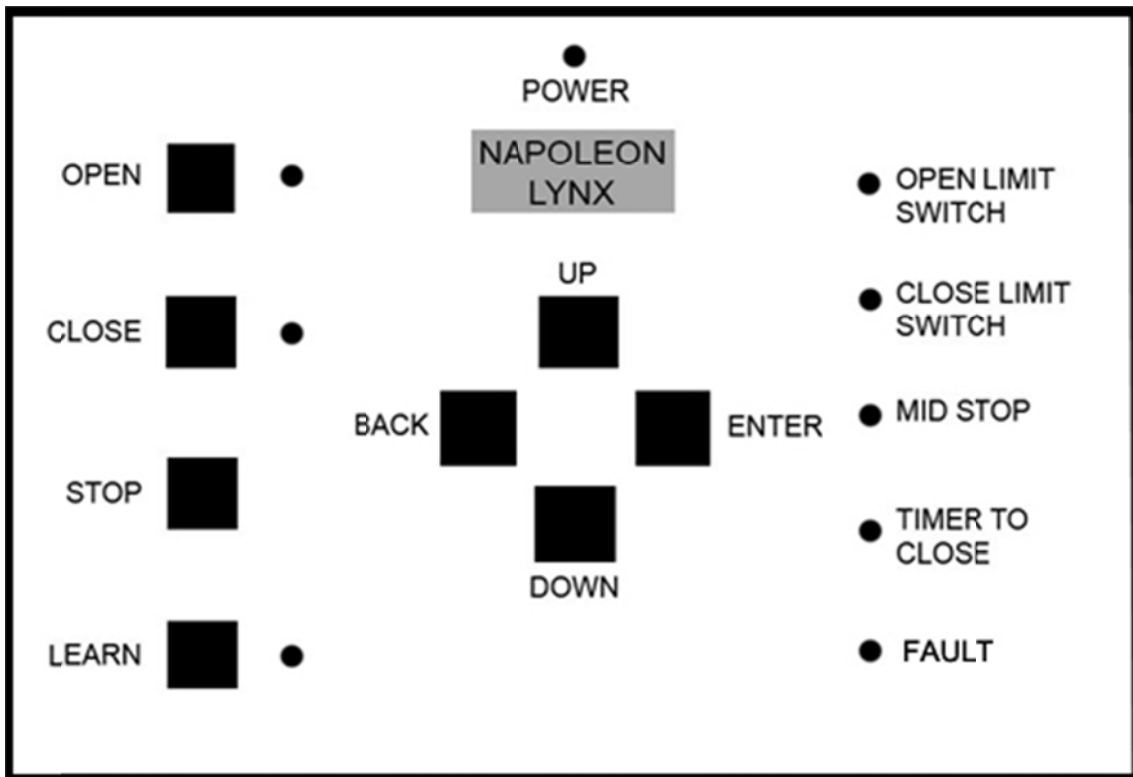 POWER
NAPOLEON
LYNX
OPEN
OPEN LIMIT
SWITCH
UP
CLOSE
CLOSE LIMIT
SWITCH
BACK
ENTER
MID STOP
STOP
TIMER TO
CLOSE
DOWN
LEARN
FAULT